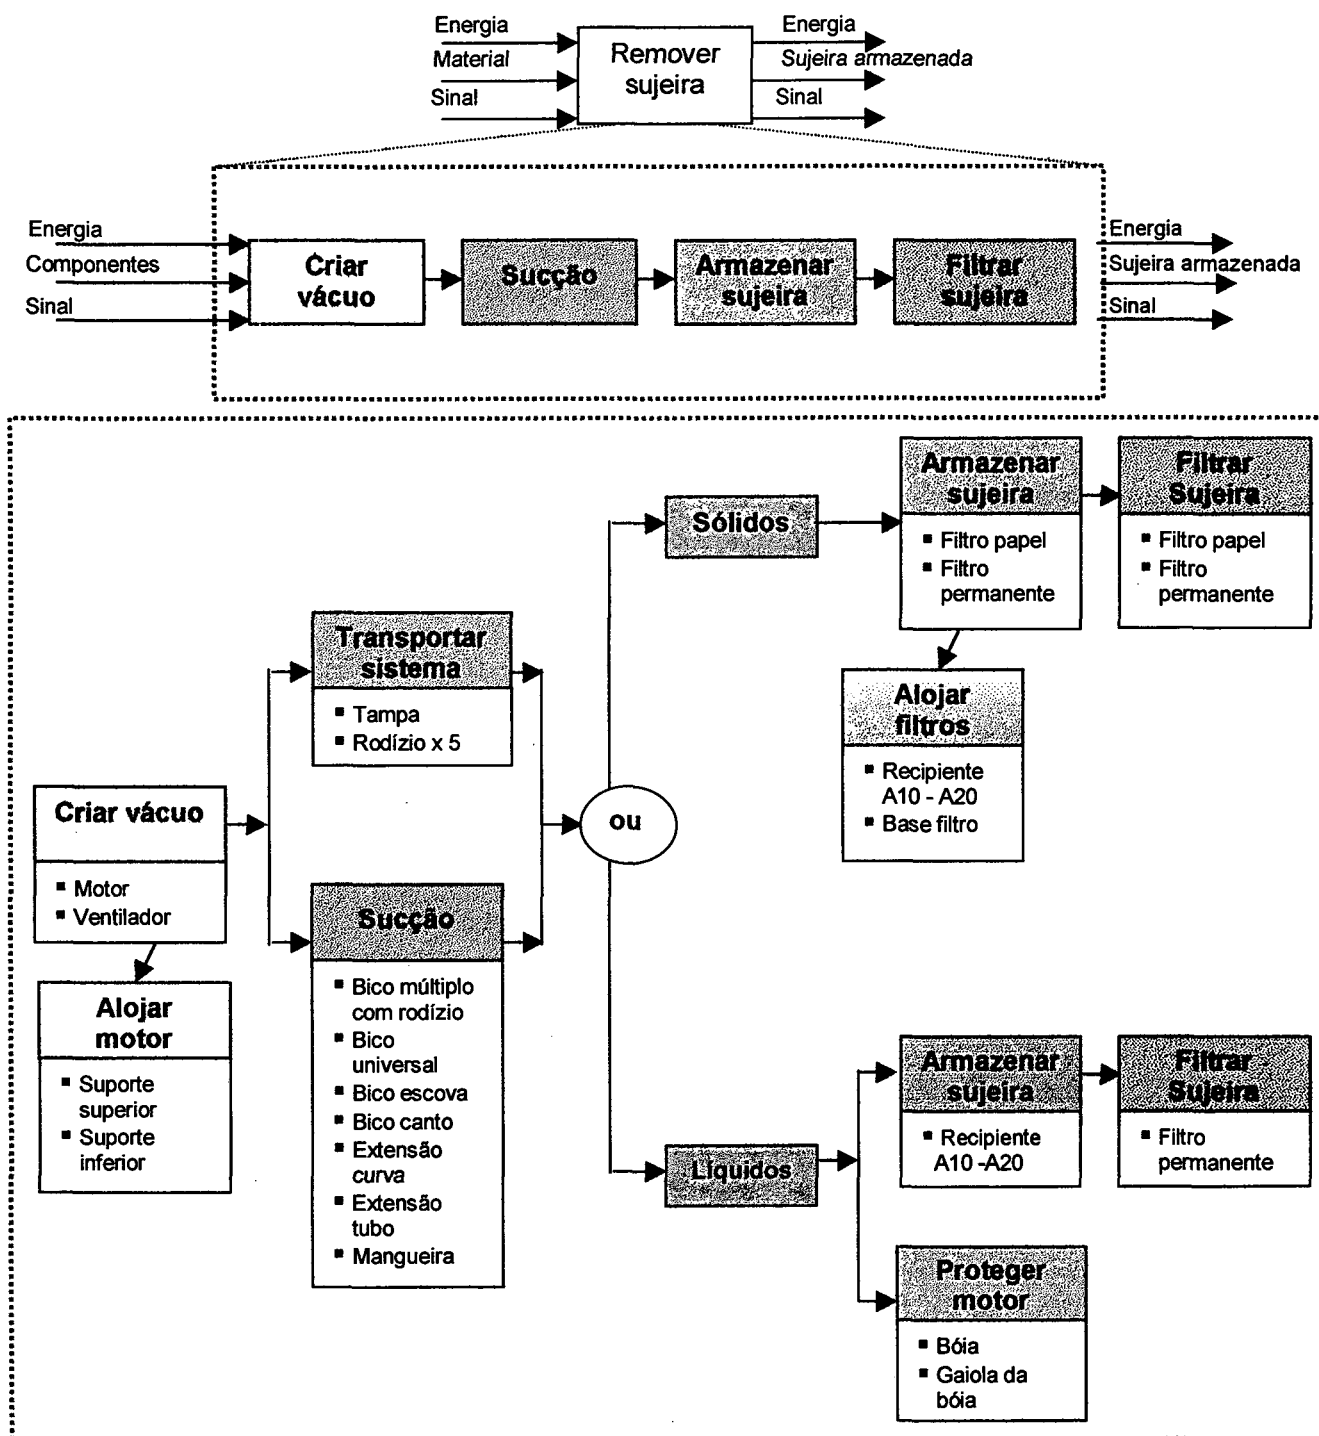 Energia
Material
Sinal
Remover
sujeira
Energia
Sujeira armazenada
Sinal
Energia
Componentes
Sinal
Criar
vácuo
Sucção
Armazenar
sujeira
Filtrar
sujeira
Energia
Sujeira armazenada
Sinal
Criar vácuo
▪ Motor
▪ Ventilador
Alojar
motor
▪ Suporte
superior
▪ Suporte
inferior
Transportar
sistema
▪ Tampa
▪ Rodízio x 5
Sucção
▪ Bico múltiplo
com rodízio
▪ Bico
universal
▪ Bico escova
▪ Bico canto
▪ Extensão
curva
▪ Extensão
tubo
▪ Mangueira
ou
Sólidos
Armazenar
sujeira
▪ Filtro papel
▪ Filtro
permanente
Filtrar
Sujeira
▪ Filtro papel
▪ Filtro
permanente
Alojar
filtros
▪ Recipiente
A10 - A20
▪ Base filtro
Líquidos
Armazenar
sujeira
▪ Recipiente
A10 -A20
Filtrar
Sujeira
▪ Filtro
permanente
Proteger
motor
▪ Bóia
▪ Gaiola da
bóia